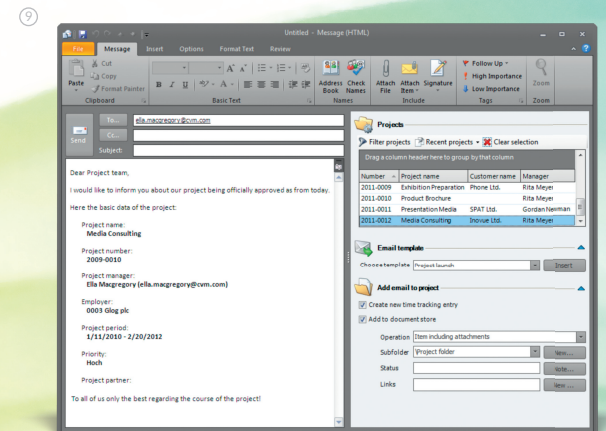 9
Untitled - Message (HTML)
File Message Insert Options Format Text Review
Paste
Cut
Copy
Format Painter
Clipboard
B I U
Basic Text
Address Book
Check Names
Names
Attach File
Attach Item
Signature
Include
Follow Up
High Importance
Low Importance
Tags
Zoom
Zoom
Send
To... ella.macgregory@cvm.com
Cc...
Subject:
Dear Project team,
I would like to inform you about our project being officially approved as from today.
Here the basic data of the project:
Project name:
Media Consulting
Project number:
2009-0010
Project manager:
Ella Macgregory (ella.macgregory@cvm.com)
Employer:
0003 Glog plc
Project period:
1/11/2010 - 2/20/2012
Priority:
Hoch
Project partner:
To all of us only the best regarding the course of the project!
Projects
Filter projects Recent projects Clear selection
Drag a column header here to group by that column
Number Project name Customer name Manager
2011-0009 Exhibition Preparation Phone Ltd. Rita Meyer
2011-0010 Product Brochure Rita Meyer
2011-0011 Presentation Media SPAT Ltd. Gordan Newman
2011-0012 Media Consulting Inovue Ltd. Rita Meyer
Email template
Choose template Project launch Insert
Add email to project
Create new time tracking entry
Add to document store
Operation Item including attachments
Subfolder \Project folder New...
Status Note...
Links New ...